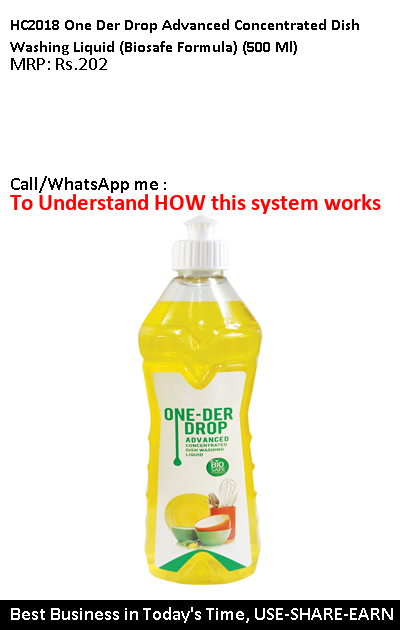 HC2018 One Der Drop Advanced Concentrated Dish
Washing Liquid (Biosafe Formula) (500 Ml)
MRP: Rs.202
Call/WhatsApp me :
To Understand HOW this system works
ONE-DER
DROP
ADVANCED
CONCENTRATED
DISH WASHING
LIQUID
BIO
SAFE
Best Business in Today's Time, USE-SHARE-EARN